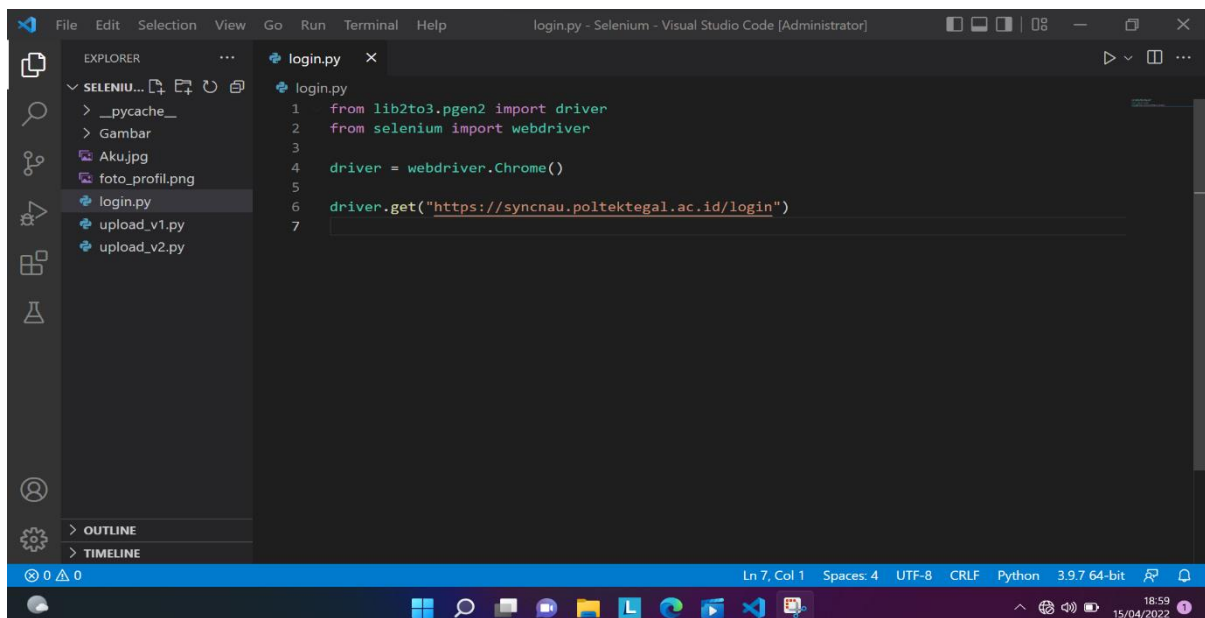 File Edit Selection View Go Run Terminal Help login.py - Selenium - Visual Studio Code [Administrator]
EXPLORER ...
login.py
SELENIU...
login.py
__pycache__
Gambar
Aku.jpg
foto_profil.png
login.py
upload_v1.py
upload_v2.py
1 from lib2to3.pgen2 import driver
2 from selenium import webdriver
3
4 driver = webdriver.Chrome()
5
6 driver.get("https://syncnau.poltektegal.ac.id/login")
7
OUTLINE
TIMELINE
0 0 Ln 7, Col 1 Spaces: 4 UTF-8 CRLF Python 3.9.7 64-bit
L
18:59
15/04/2022 1